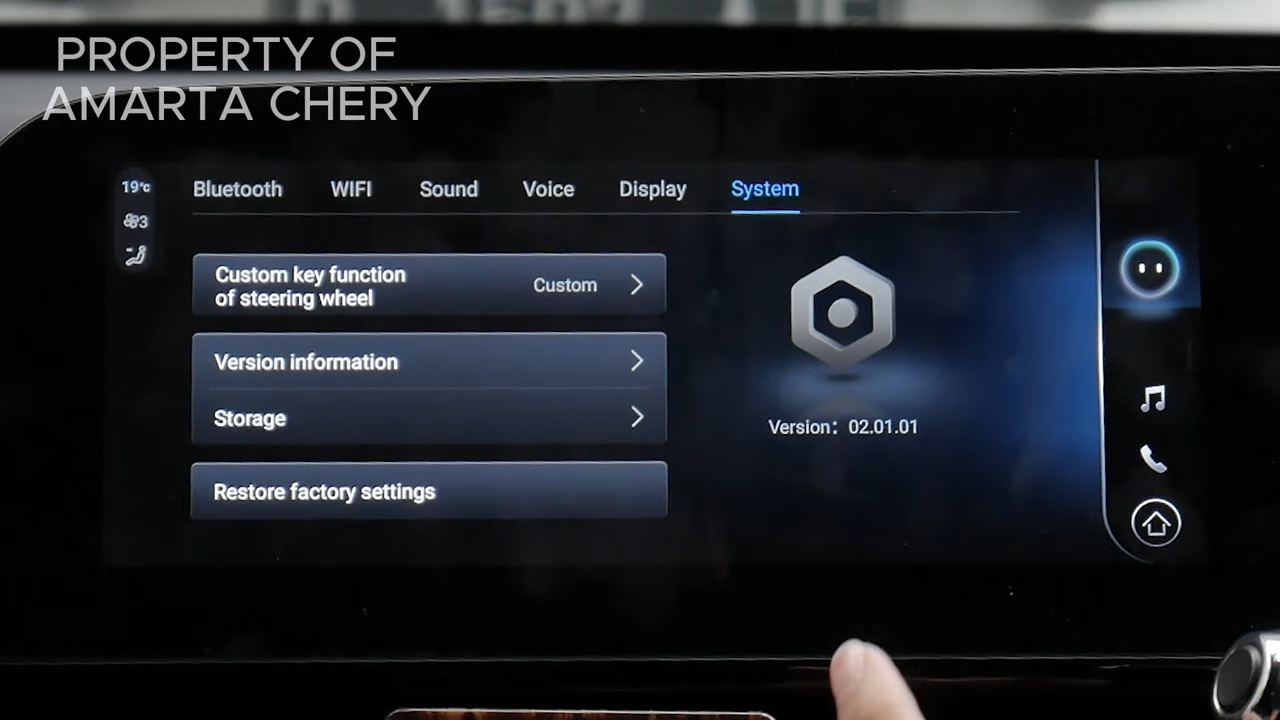 PROPERTY OF
AMARTA CHERY
19°c
3
Bluetooth WIFI Sound Voice Display System
Custom key function
of steering wheel
Custom
Version information
Storage
Restore factory settings
Version: 02.01.01